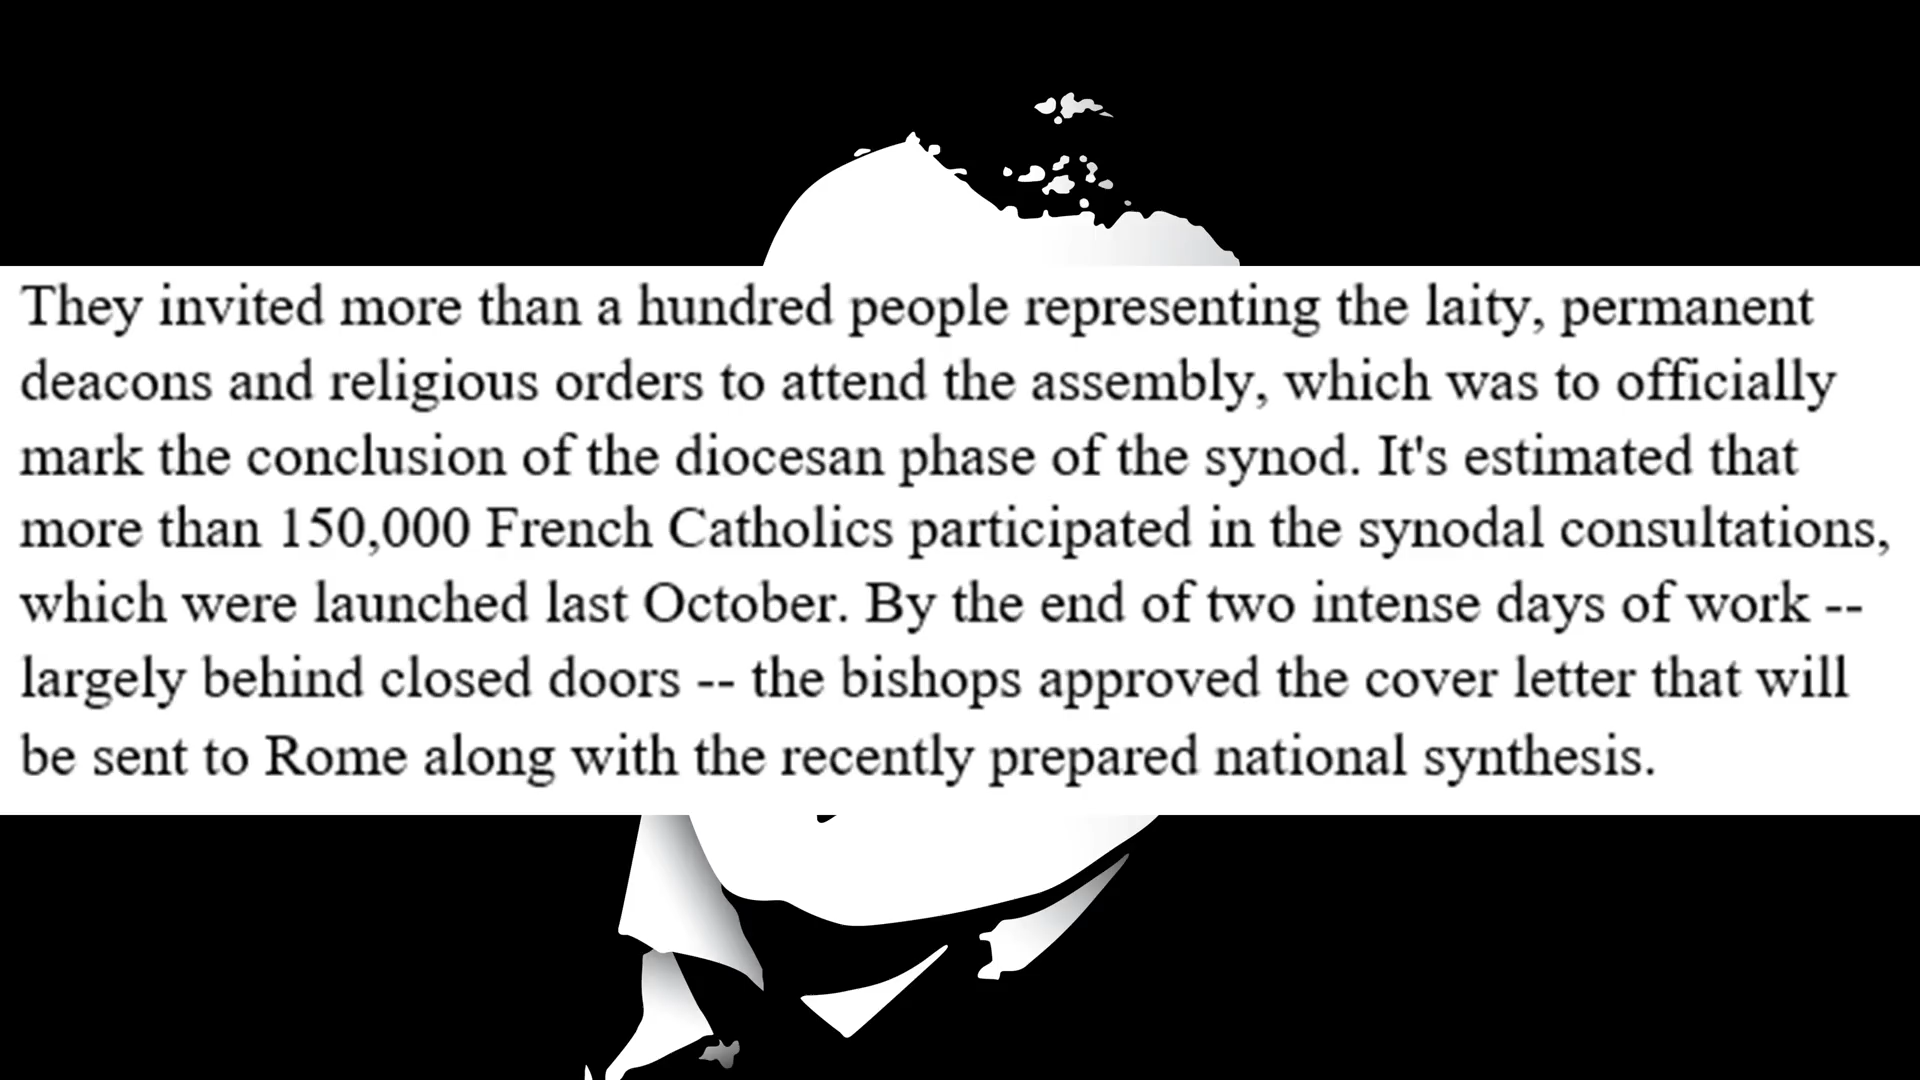 They invited more than a hundred people representing the laity, permanent
deacons and religious orders to attend the assembly, which was to officially
mark the conclusion of the diocesan phase of the synod. It's estimated that
more than 150,000 French Catholics participated in the synodal consultations,
which were launched last October. By the end of two intense days of work --
largely behind closed doors -- the bishops approved the cover letter that will
be sent to Rome along with the recently prepared national synthesis.